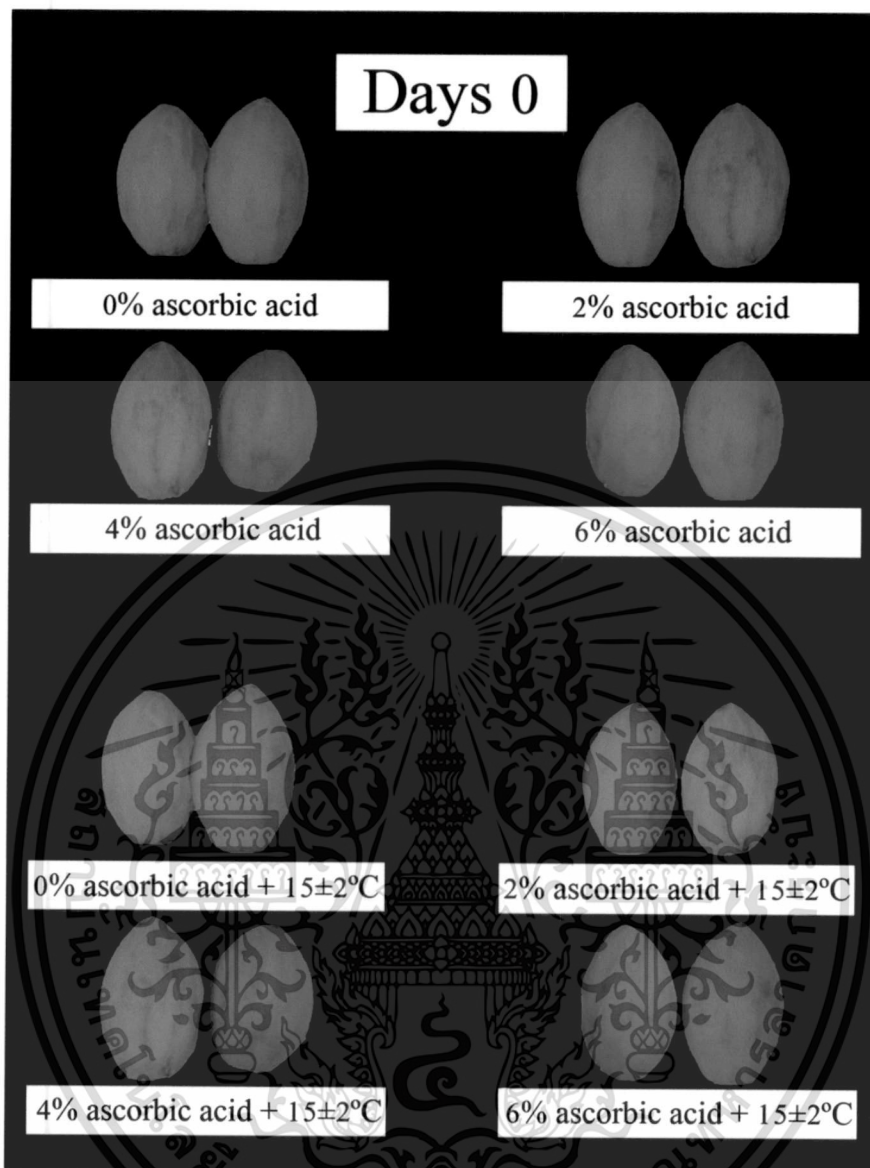 Days 0
0% ascorbic acid
2% ascorbic acid
4% ascorbic acid
6% ascorbic acid
0% ascorbic acid + 15±2ºC
2% ascorbic acid + 15±2ºC
4% ascorbic acid + 15±2ºC
6% ascorbic acid + 15±2ºC